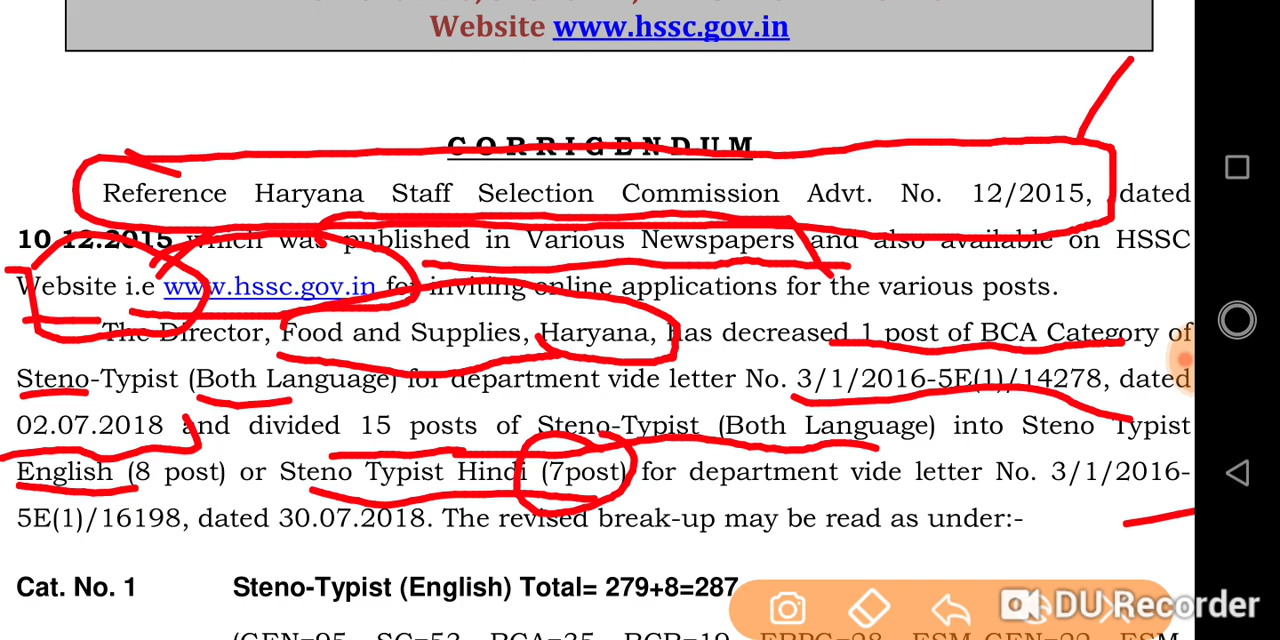 Website www.hssc.gov.in
CORRIGENDUM
Reference Haryana Staff Selection Commission Advt. No. 12/2015, dated
10.12.2015 which was published in Various Newspapers and also available on HSSC
Website i.e www.hssc.gov.in for inviting online applications for the various posts.
The Director, Food and Supplies, Haryana, has decreased 1 post of BCA Category of
Steno-Typist (Both Language) for department vide letter No. 3/1/2016-5E(1)/14278, dated
02.07.2018 and divided 15 posts of Steno-Typist (Both Language) into Steno Typist
English (8 post) or Steno Typist Hindi (7post) for department vide letter No. 3/1/2016-
5E(1)/16198, dated 30.07.2018. The revised break-up may be read as under:-
Cat. No. 1 Steno-Typist (English) Total= 279+8=287
DU Recorder